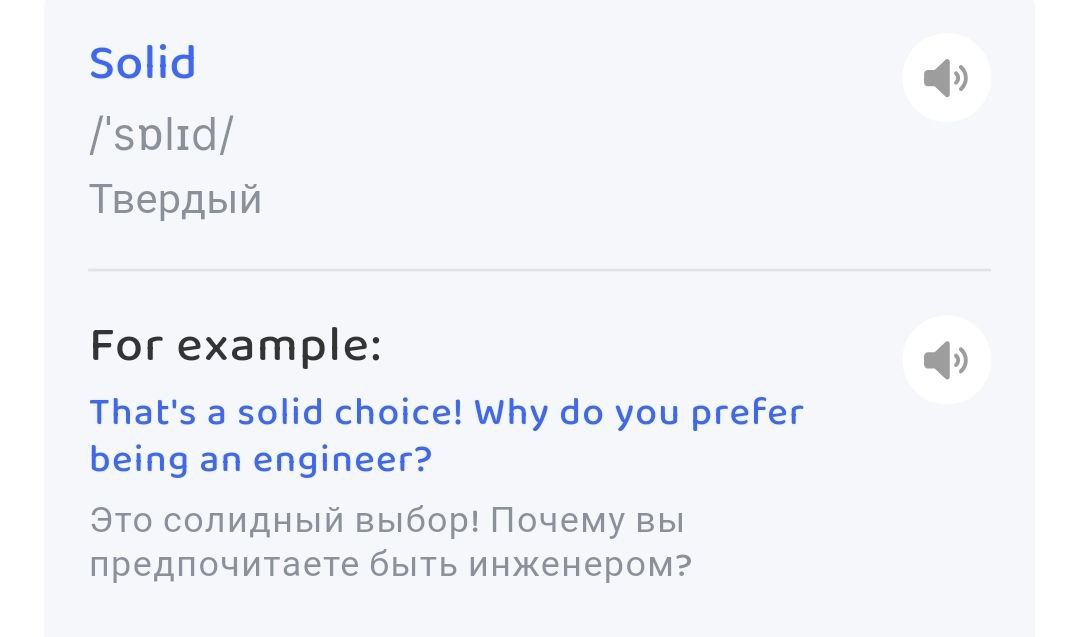 Solid
/ˈsɒlɪd/
Твердый
For example:
That's a solid choice! Why do you prefer
being an engineer?
Это солидный выбор! Почему вы
предпочитаете быть инженером?